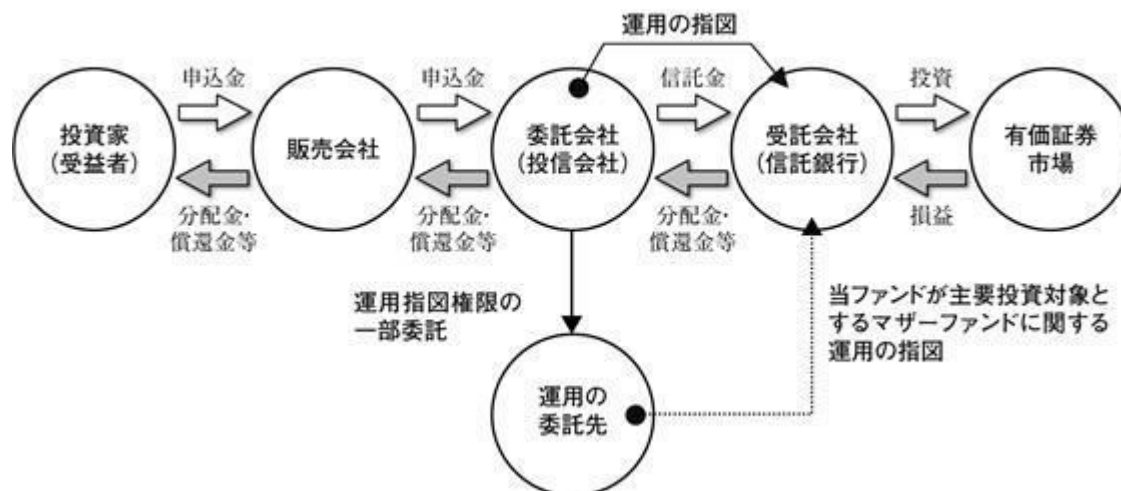 運用の指図
申込金
申込金
信託金
投資
投資家
(受益者)
販売会社
委託会社
(投信会社)
受託会社
(信託銀行)
有価証券
市場
分配金・
償還金等
分配金・
償還金等
分配金・
償還金等
損益
運用指図権限の
一部委託
当ファンドが主要投資対象と
するマザーファンドに関する
運用の指図
運用の
委託先